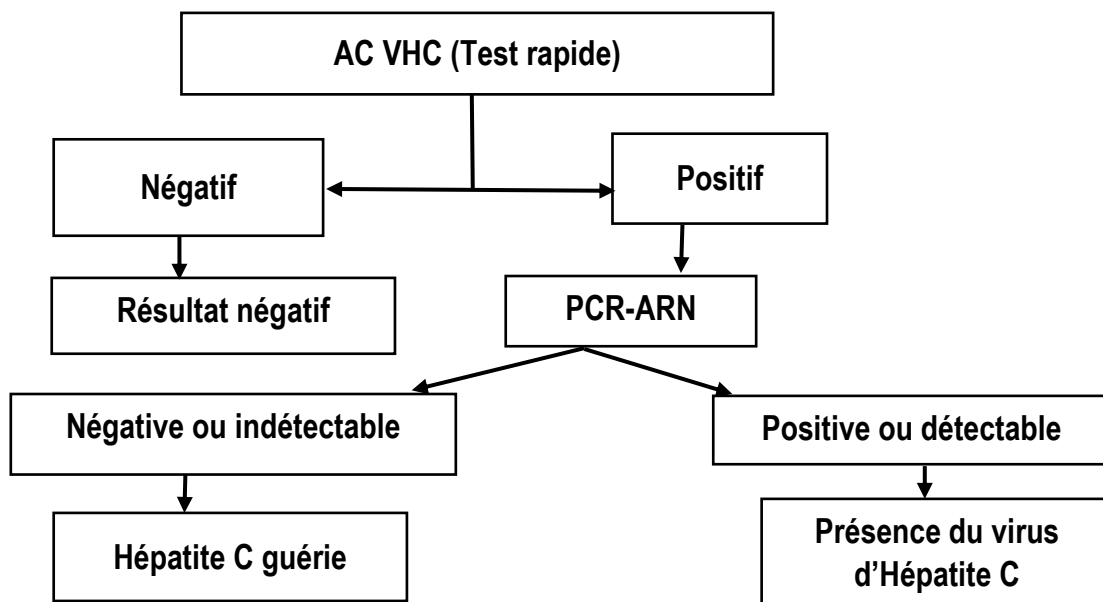 AC VHC (Test rapide)
Négatif
Positif
Résultat négatif
PCR-ARN
Négative ou indétectable
Positive ou détectable
Hépatite C guérie
Présence du virus
d’Hépatite C